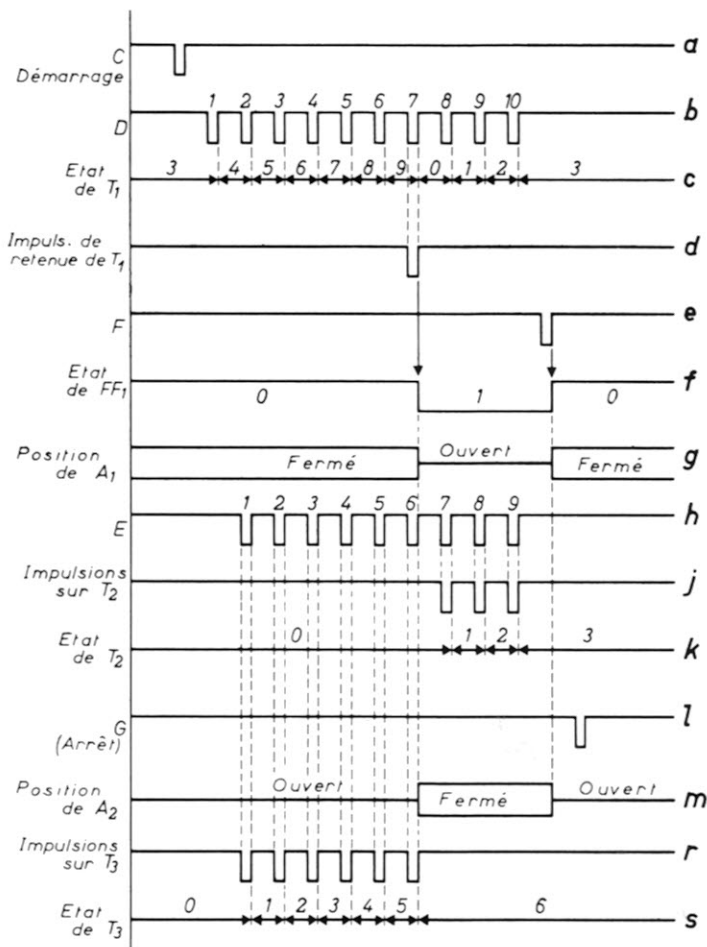 C a
Démarrage
1 2 3 4 5 6 7 8 9 10
D b
Etat de T1 3 4 5 6 7 8 9 0 1 2 3 c
Impuls. de
retenue de T1 d
F e
Etat
de FF1 0 1 0 f
Position
de A1 Fermé Ouvert Fermé g
1 2 3 4 5 6 7 8 9
E h
Impulsions
sur T2 j
Etat
de T2 0 1 2 3 k
G l
(Arrêt)
Position
de A2 Ouvert Fermé Ouvert m
Impulsions
sur T3 r
Etat
de T3 0 1 2 3 4 5 6 s